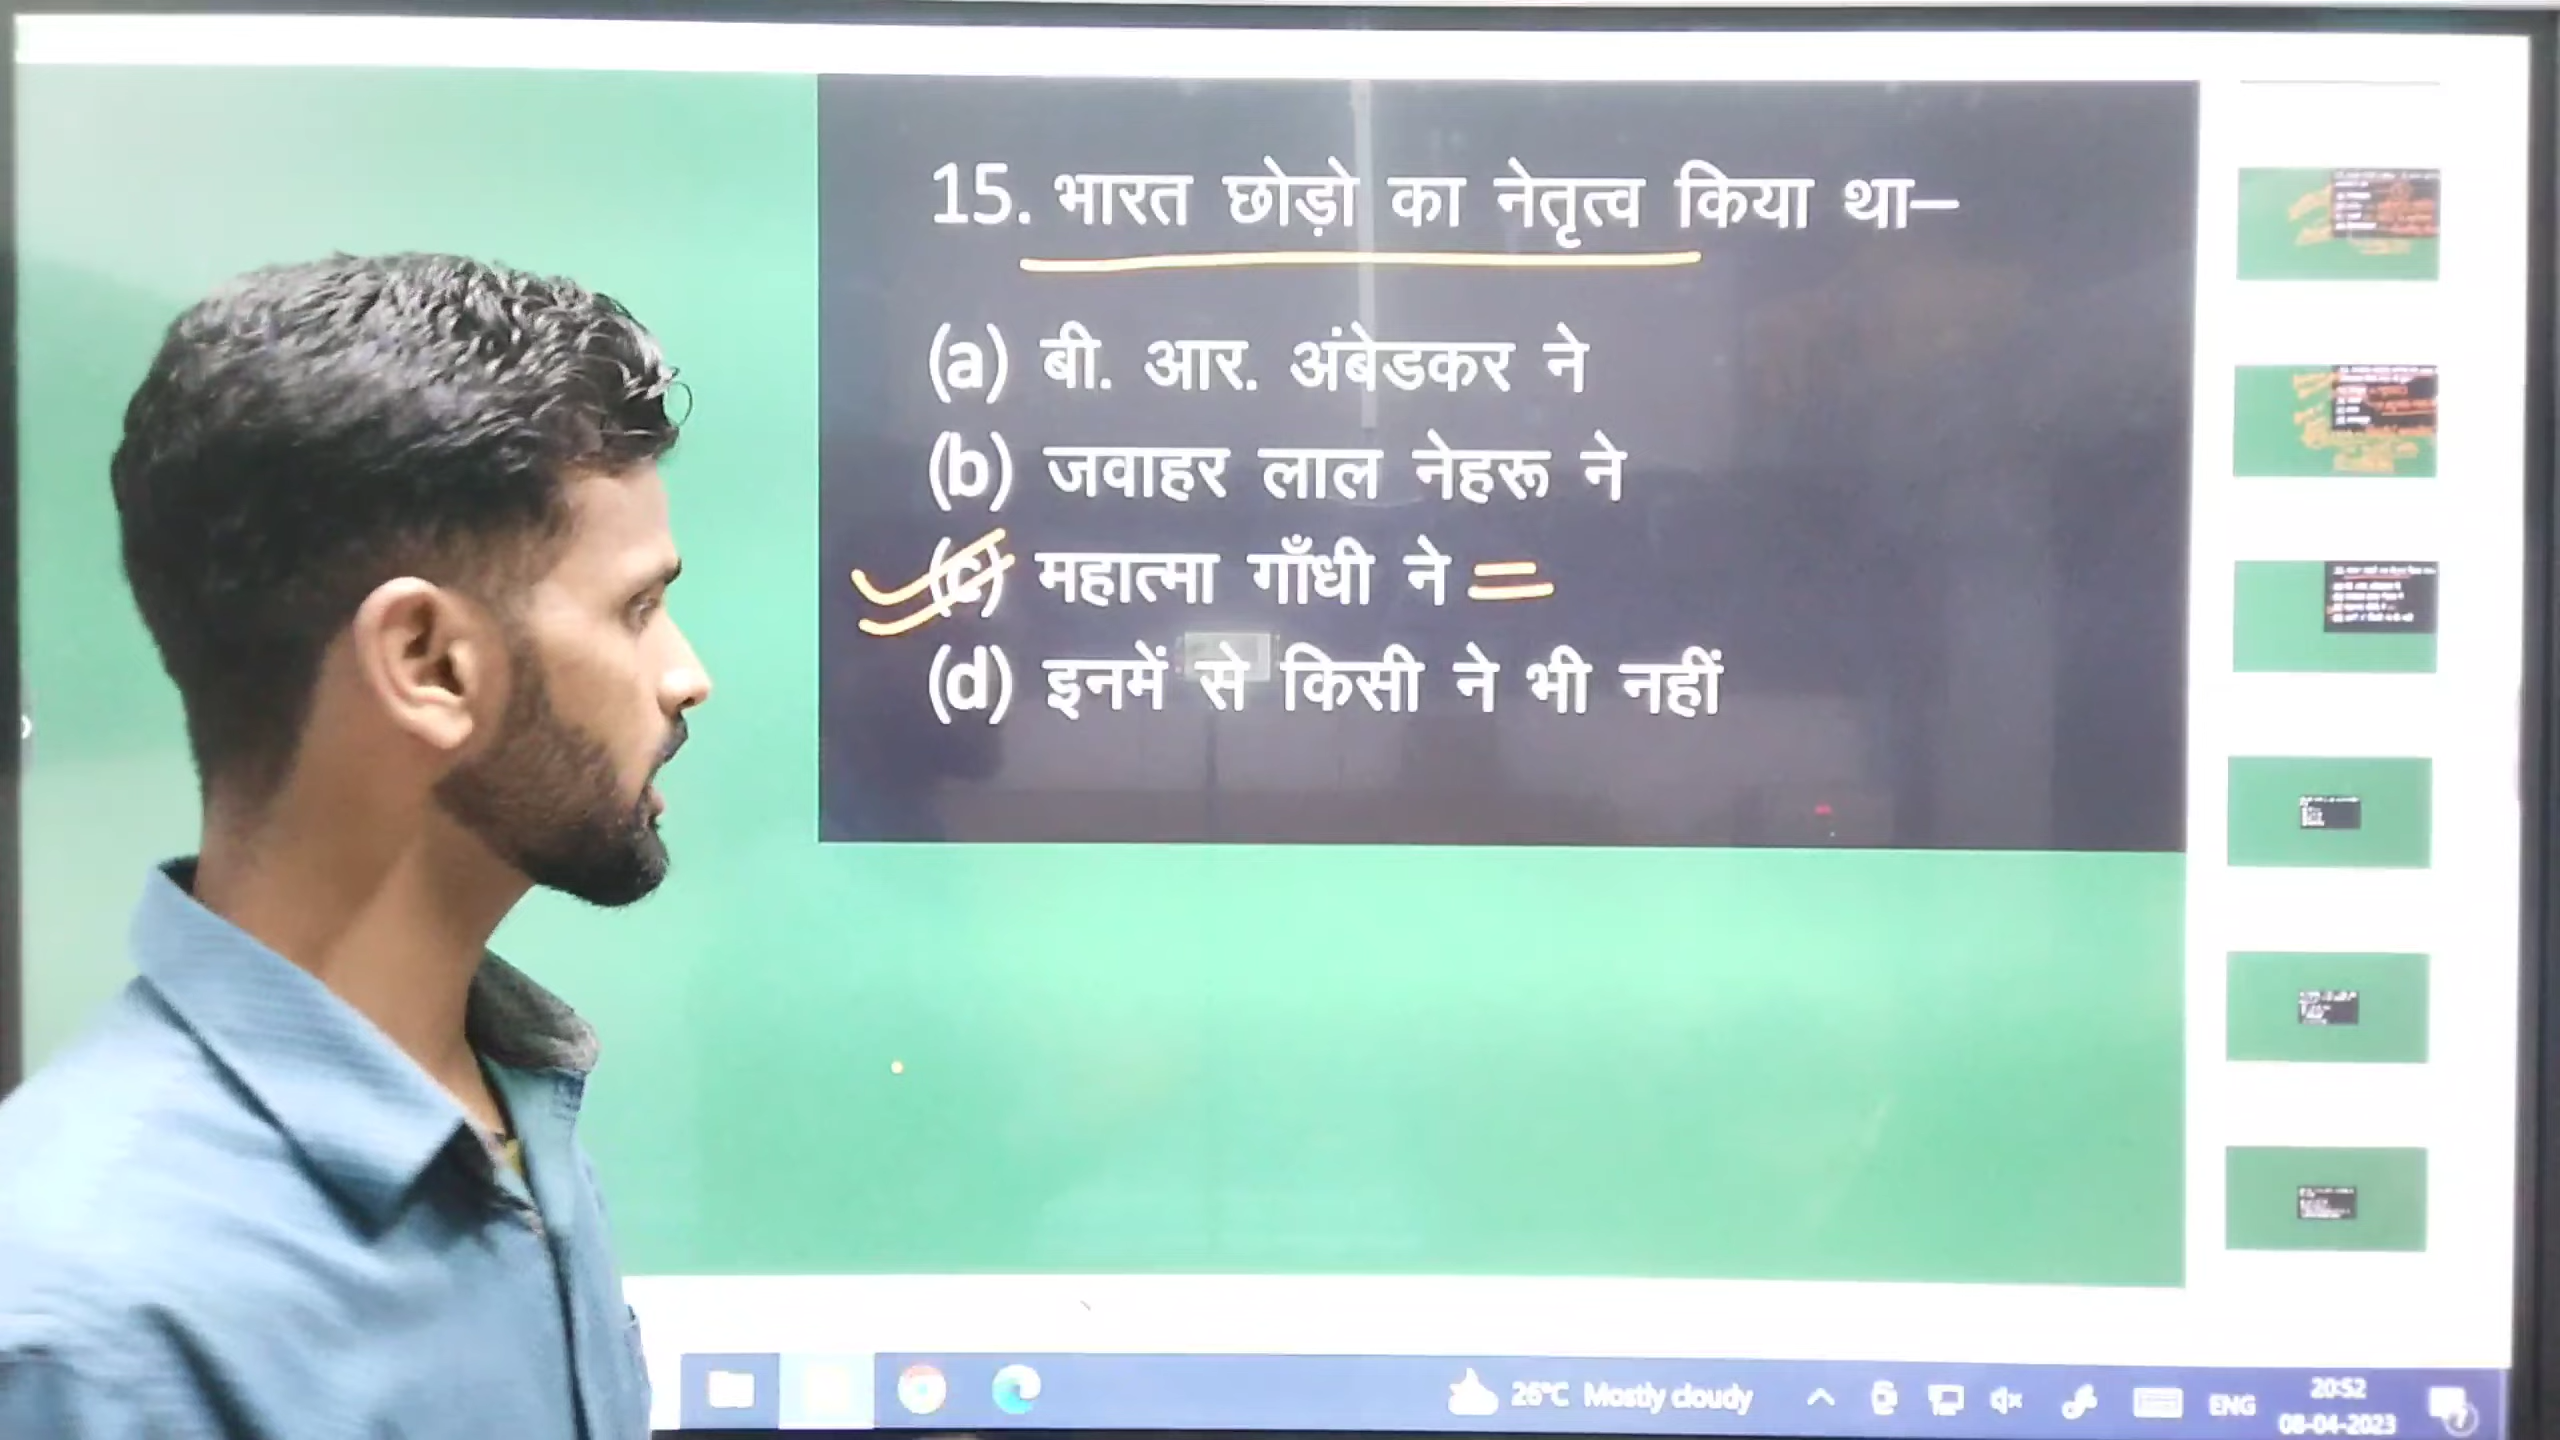 15. भारत छोड़ो का नेतृत्व किया था–
(a) बी. आर. अंबेडकर ने
(b) जवाहर लाल नेहरू ने
(c) महात्मा गाँधी ने
(d) इनमें से किसी ने भी नहीं
26°C Mostly cloudy
ENG
20:52
08-04-2023